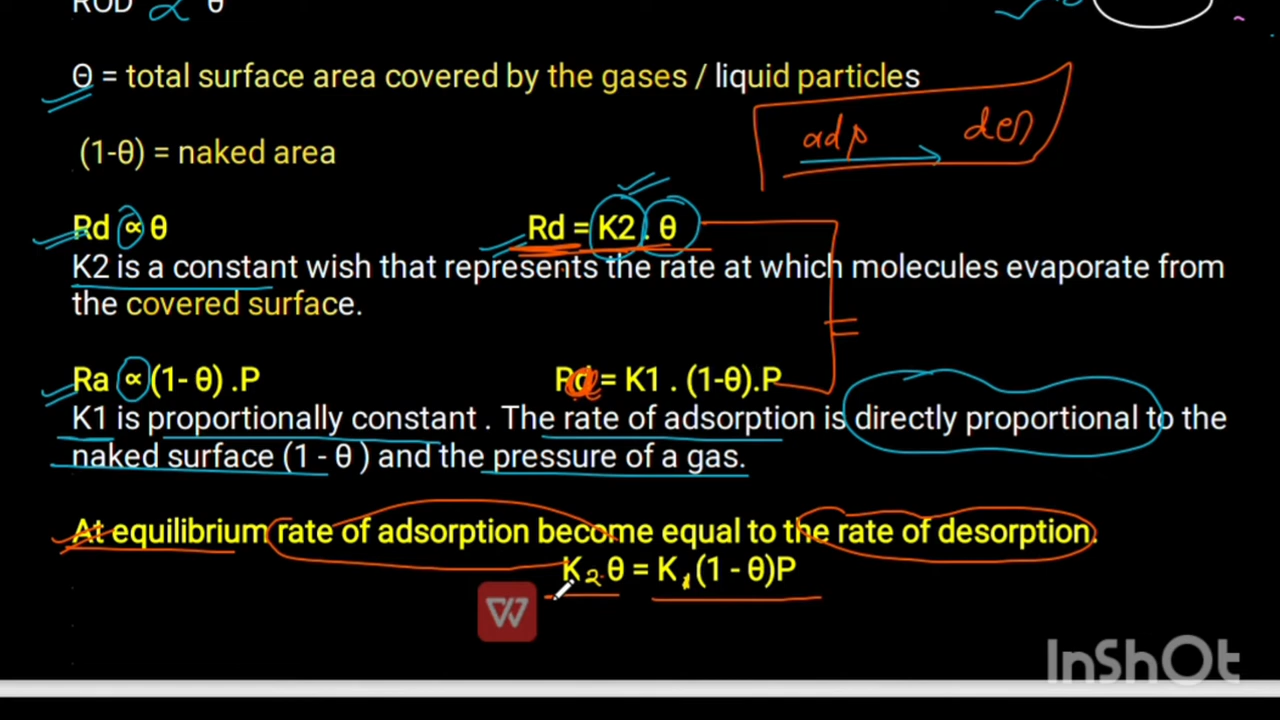 ROD ∝ θ
Θ = total surface area covered by the gases / liquid particles
adp → des
(1-θ) = naked area
Rd ∝ θ Rd = K2 . θ
K2 is a constant wish that represents the rate at which molecules evaporate from
the covered surface.
Ra ∝ (1- θ) .P Ra = K1 . (1-θ).P
K1 is proportionally constant . The rate of adsorption is directly proportional to the
naked surface (1 - θ ) and the pressure of a gas.
At equilibrium rate of adsorption become equal to the rate of desorption.
K2 θ = K1 (1 - θ)P
InShOt